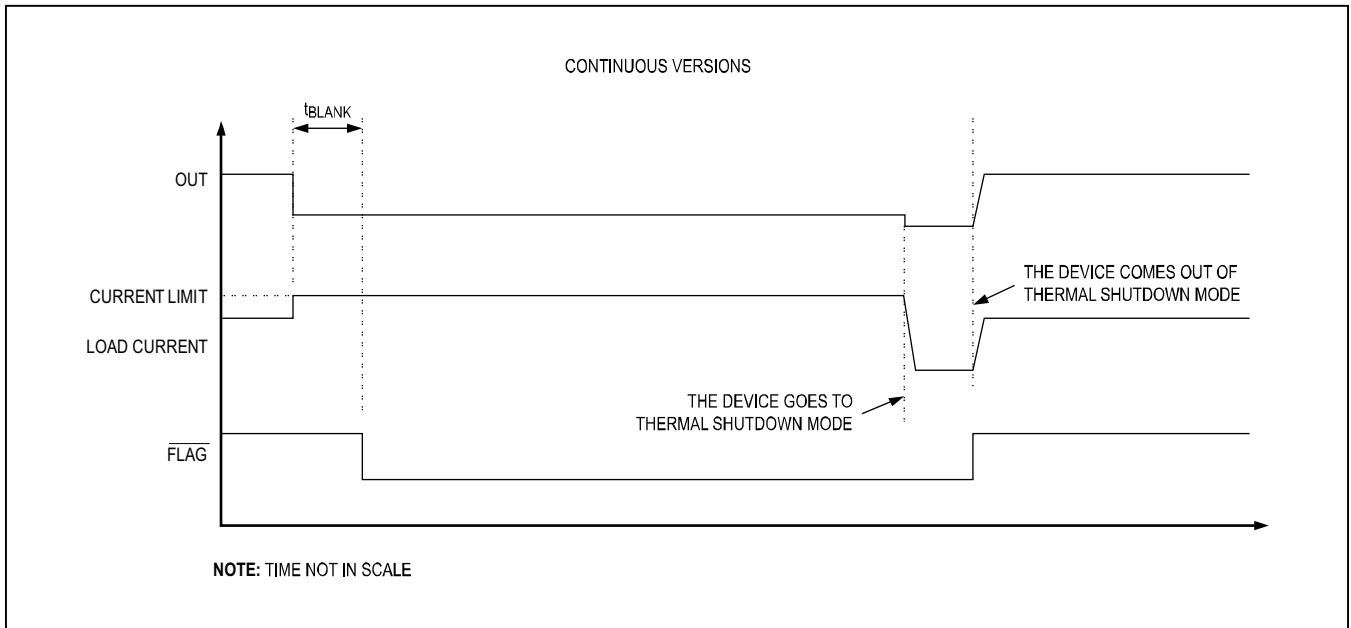 CONTINUOUS VERSIONS
tBLANK
OUT
CURRENT LIMIT
LOAD CURRENT
FLAG
THE DEVICE COMES OUT OF
THERMAL SHUTDOWN MODE
THE DEVICE GOES TO
THERMAL SHUTDOWN MODE
NOTE: TIME NOT IN SCALE